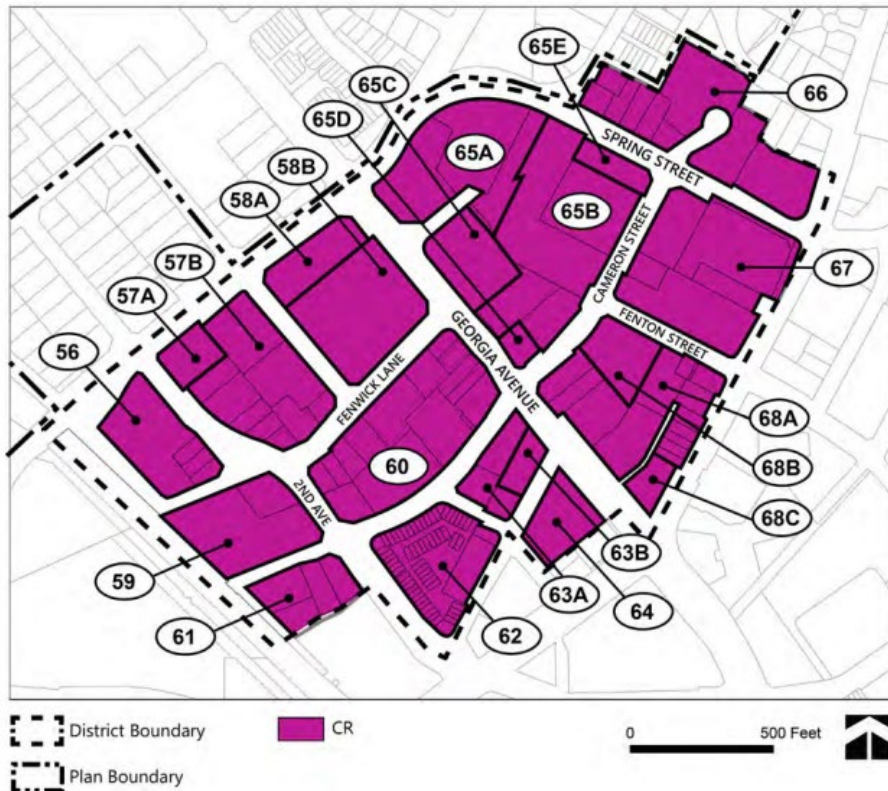 65E
65C
65D
66
65A
SPRING STREET
58B
58A
65B
CAMERON STREET
57B
67
57A
GEORGIA AVENUE
FENTON STREET
56
FENWICK LANE
68A
60
68B
2ND AVE
68C
63B
59
63A
64
61
62
District Boundary
CR
0 500 Feet
Plan Boundary